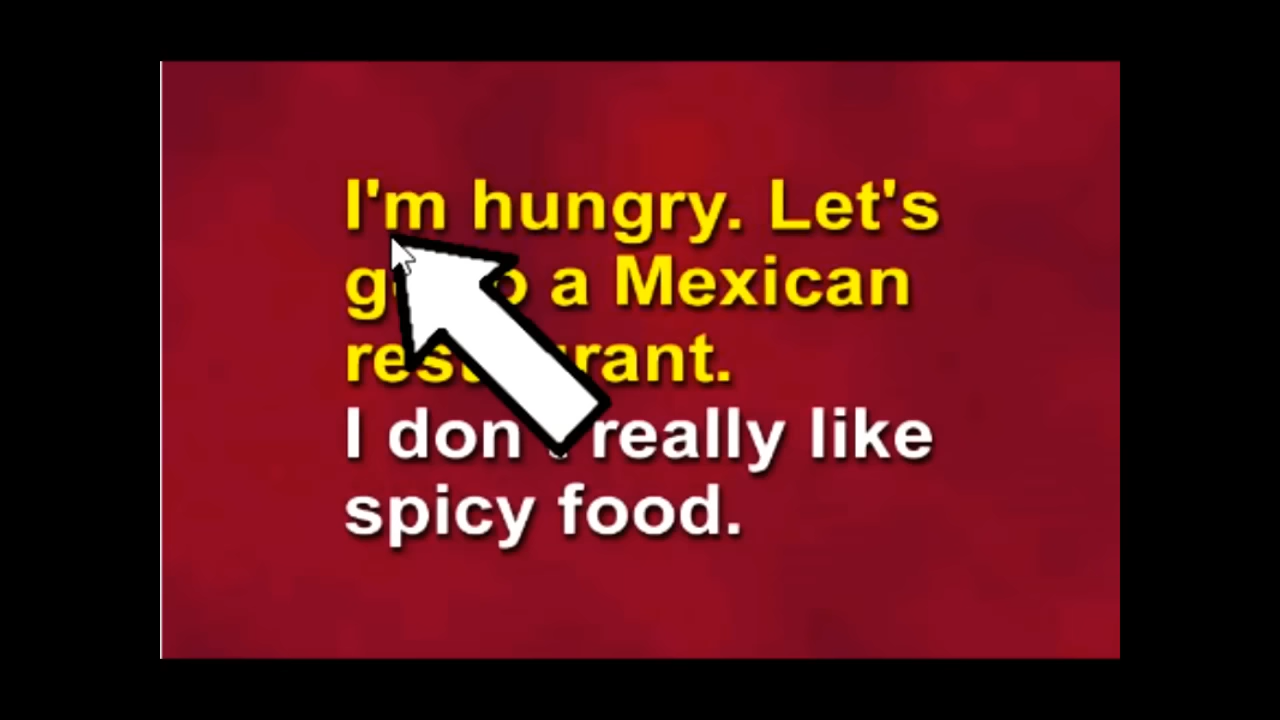 I'm hungry. Let's
a Mexican
I really like
spicy food.